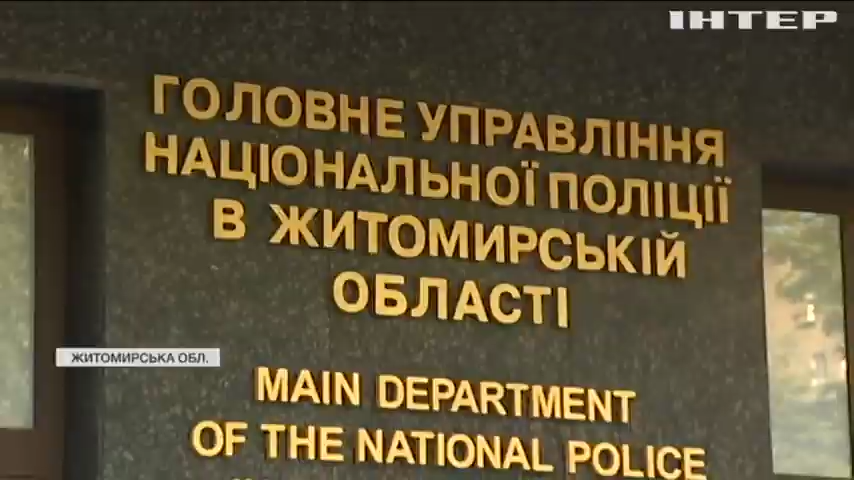 ІНТЕР
ГОЛОВНЕ УПРАВЛІННЯ
НАЦІОНАЛЬНОЇ ПОЛІЦІЇ
В ЖИТОМИРСЬКІЙ
ОБЛАСТІ
ЖИТОМИРСЬКА ОБЛ.
MAIN DEPARTMENT
OF THE NATIONAL POLICE